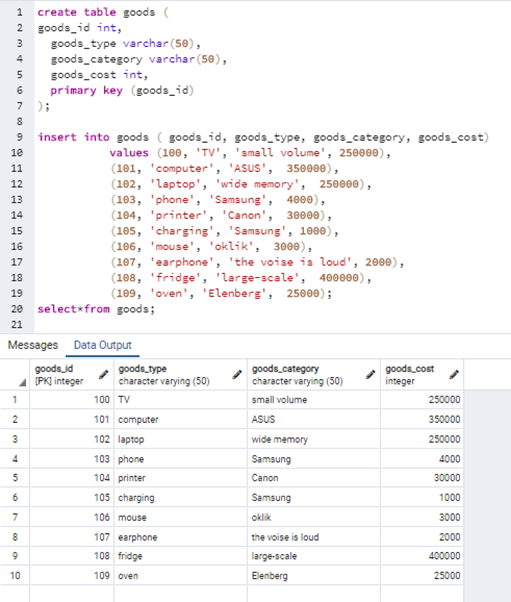 1 create table goods (
2 goods_id int,
3 goods_type varchar(50),
4 goods_category varchar(50),
5 goods_cost int,
6 primary key (goods_id)
7 );
8
9 insert into goods ( goods_id, goods_type, goods_category, goods_cost)
10 values (100, 'TV', 'small volume', 250000),
11 (101, 'computer', 'ASUS', 350000),
12 (102, 'laptop', 'wide memory', 250000),
13 (103, 'phone', 'Samsung', 4000),
14 (104, 'printer', 'Canon', 30000),
15 (105, 'charging', 'Samsung', 1000),
16 (106, 'mouse', 'oklik', 3000),
17 (107, 'earphone', 'the voise is loud', 2000),
18 (108, 'fridge', 'large-scale', 400000),
19 (109, 'oven', 'Elenberg', 25000);
20 select*from goods;
21
Messages Data Output
goods_id goods_type goods_category goods_cost
[PK] integer character varying (50) character varying (50) integer
1 100 TV small volume 250000
2 101 computer ASUS 350000
3 102 laptop wide memory 250000
4 103 phone Samsung 4000
5 104 printer Canon 30000
6 105 charging Samsung 1000
7 106 mouse oklik 3000
8 107 earphone the voise is loud 2000
9 108 fridge large-scale 400000
10 109 oven Elenberg 25000